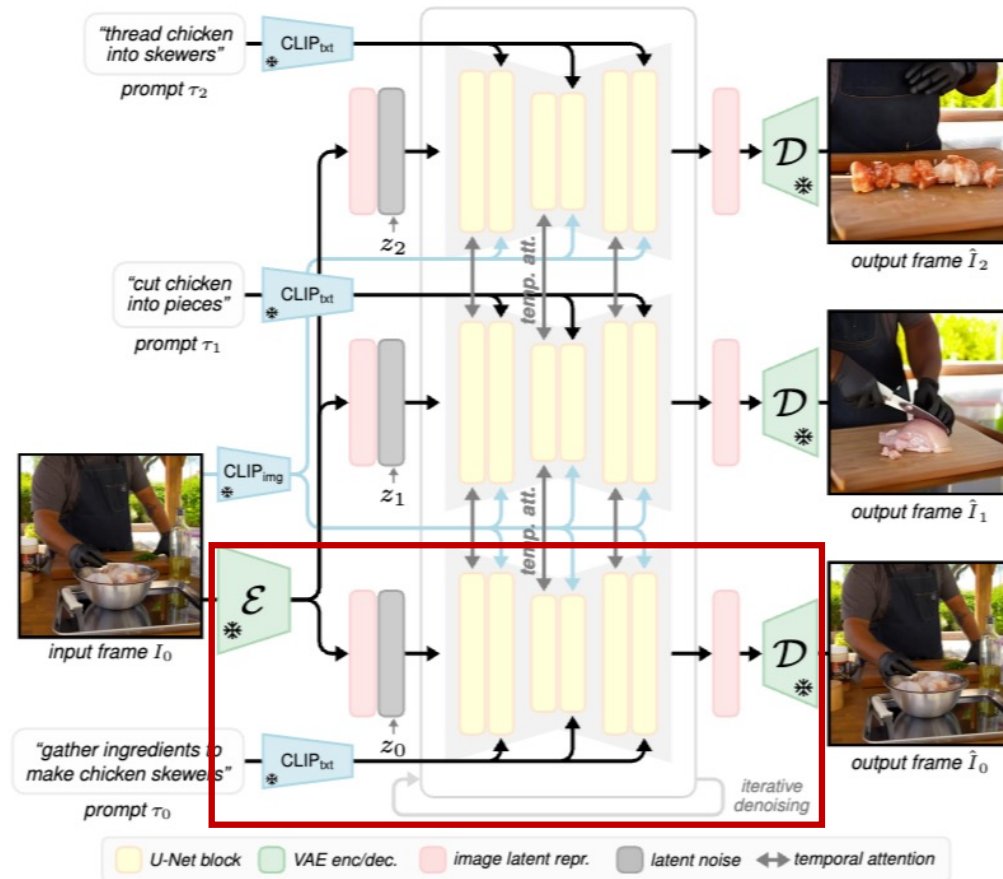 “thread chicken
into skewers”
prompt τ₂
CLIPtxt
z₂
D
output frame Î₂
temp. att.
“cut chicken
into pieces”
prompt τ₁
CLIPtxt
z₁
D
output frame Î₁
CLIPimg
temp. att.
input frame I₀
E
D
output frame Î₀
“gather ingredients to
make chicken skewers”
prompt τ₀
CLIPtxt
z₀
iterative
denoising
U-Net block
VAE enc/dec.
image latent repr.
latent noise
temporal attention